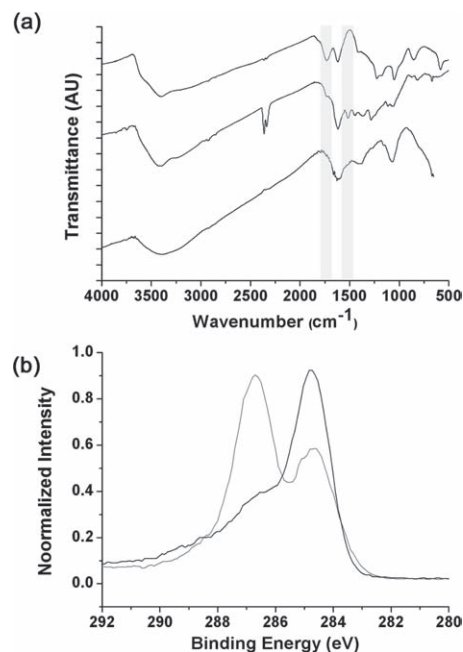 (a)
Transmittance (AU)
4000 3500 3000 2500 2000 1500 1000 500
Wavenumber (cm-1)
(b)
Noormalized Intensity
1.0
0.8
0.6
0.4
0.2
0.0
292 290 288 286 284 282 280
Binding Energy (eV)